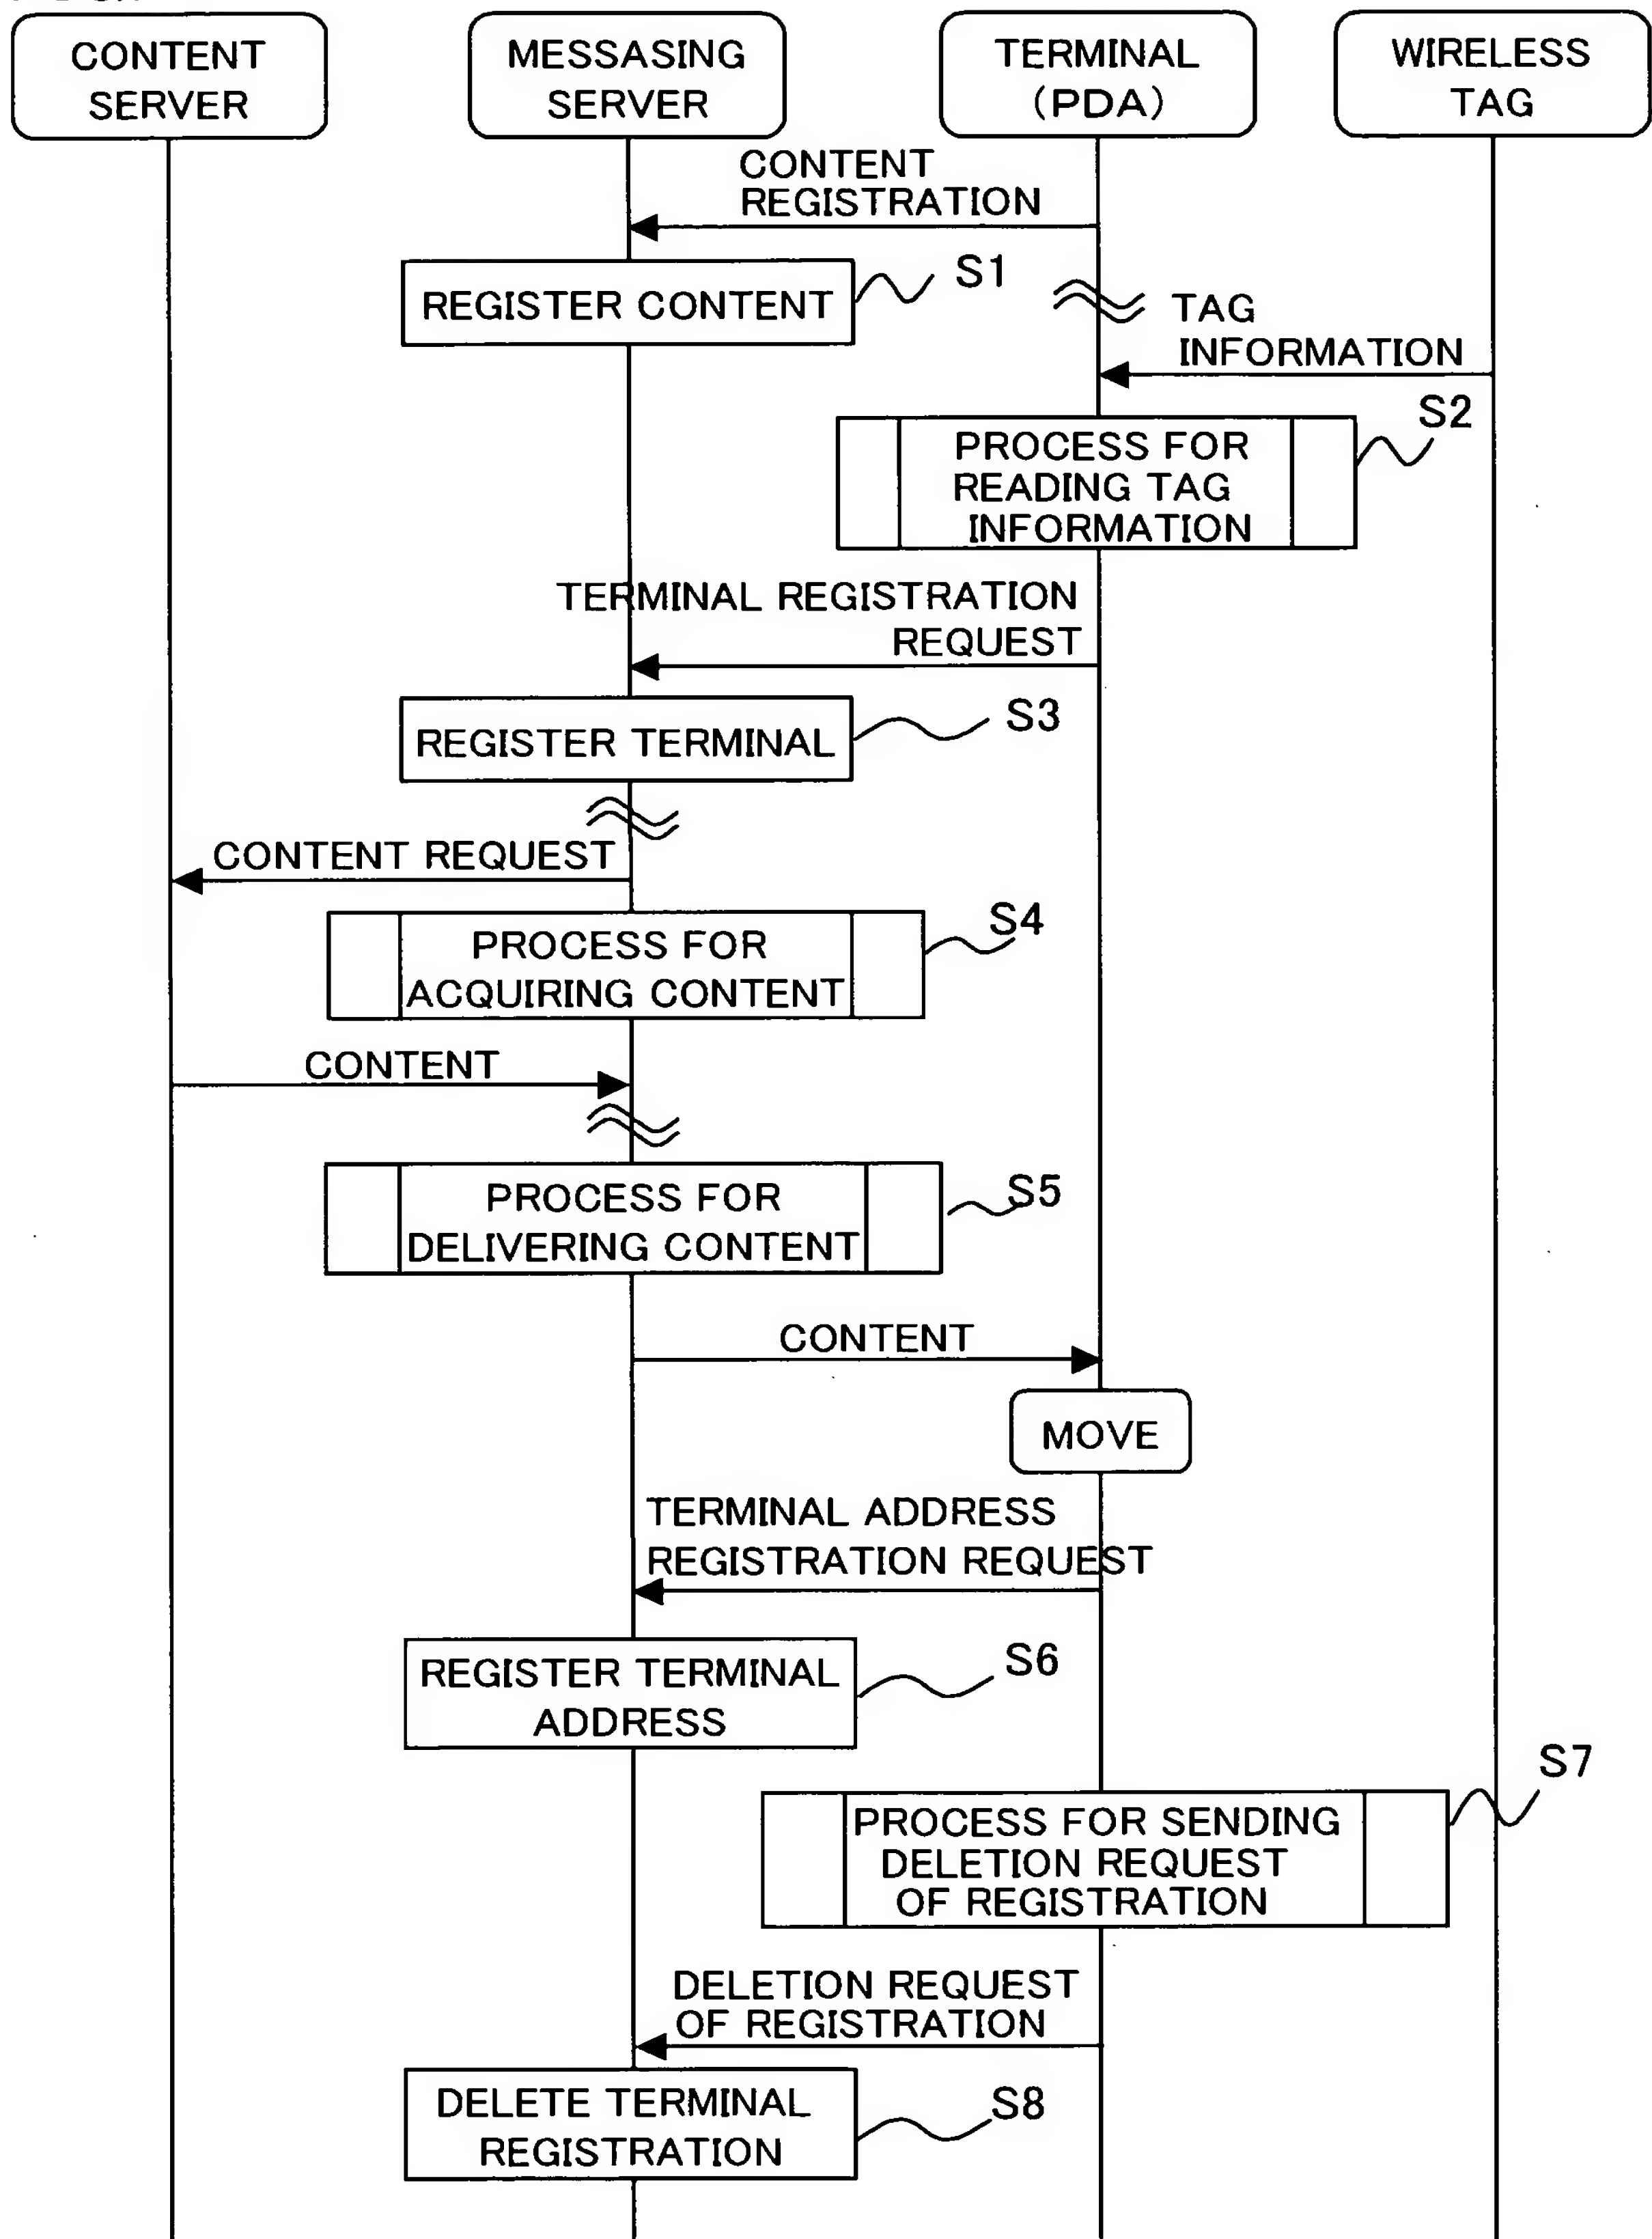 CONTENT
SERVER
MESSASING
SERVER
TERMINAL
(PDA)
WIRELESS
TAG
CONTENT
REGISTRATION
REGISTER CONTENT
S1
TAG
INFORMATION
S2
PROCESS FOR
READING TAG
INFORMATION
TERMINAL REGISTRATION
REQUEST
REGISTER TERMINAL
S3
CONTENT REQUEST
PROCESS FOR
ACQUIRING CONTENT
S4
CONTENT
PROCESS FOR
DELIVERING CONTENT
S5
CONTENT
MOVE
TERMINAL ADDRESS
REGISTRATION REQUEST
REGISTER TERMINAL
ADDRESS
S6
S7
PROCESS FOR SENDING
DELETION REQUEST
OF REGISTRATION
DELETION REQUEST
OF REGISTRATION
DELETE TERMINAL
REGISTRATION
S8